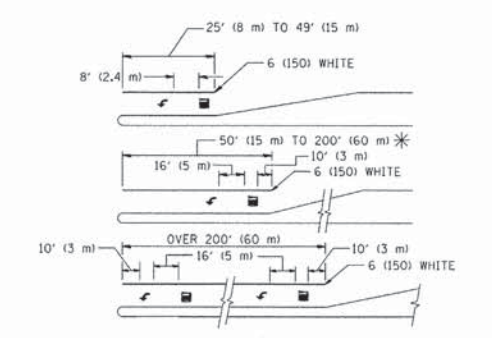 25' (8 m) TO 49' (15 m)
6 (150) WHITE
8' (2.4 m)
50' (15 m) TO 200' (60 m) ✳
16' (5 m)
10' (3 m)
6 (150) WHITE
OVER 200' (60 m)
10' (3 m)
16' (5 m)
10' (3 m)
6 (150) WHITE